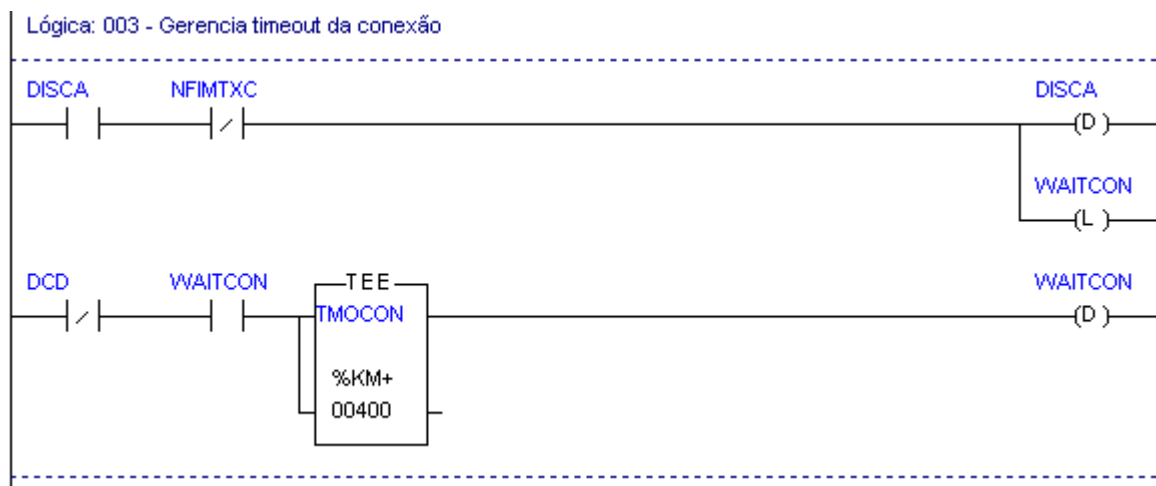 Lógica: 003 - Gerencia timeout da conexão
DISCA NFIMTXC DISCA
(D)
WAITCON
(L)
DCD WAITCON TEE WAITCON
TMOCON (D)
%KM+
00400